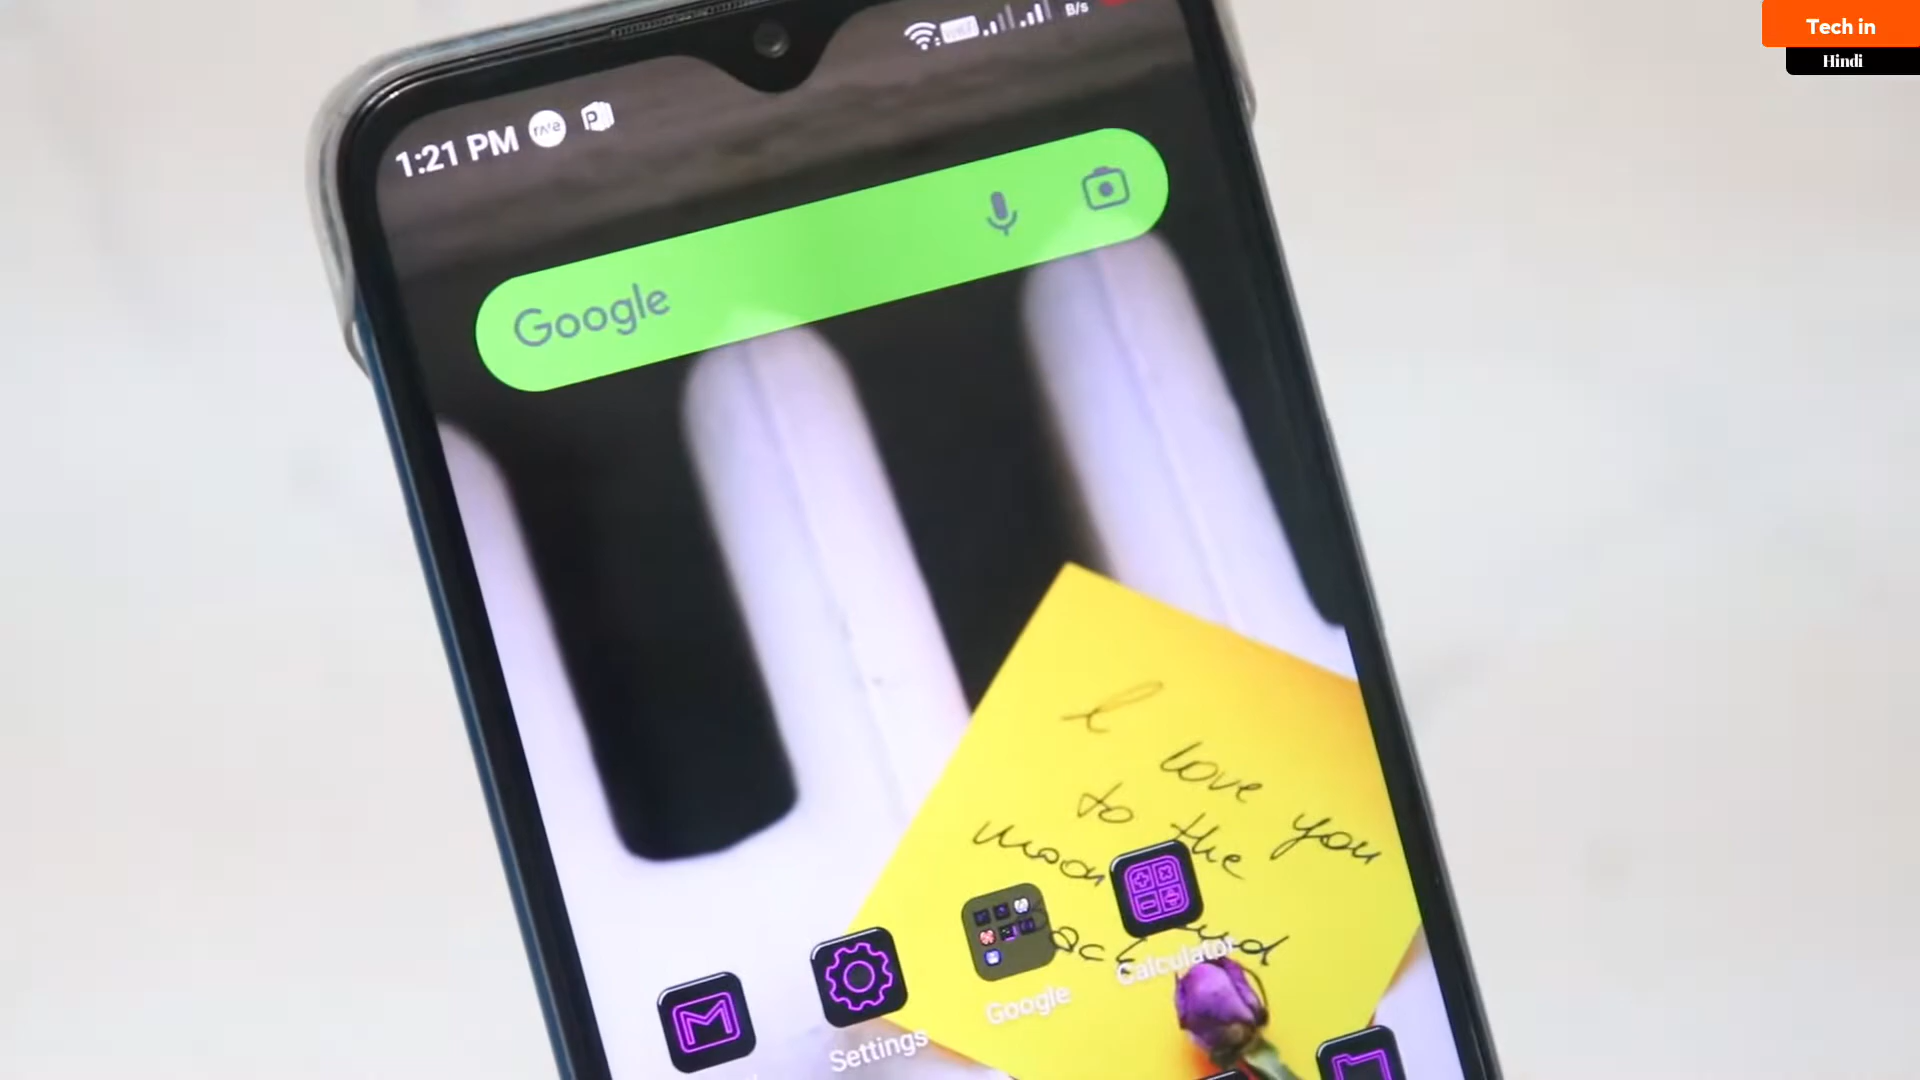 Tech in
Hindi
B/s
1:21 PM
Google
I
love you
to the
moon
Calculator
Google
Settings